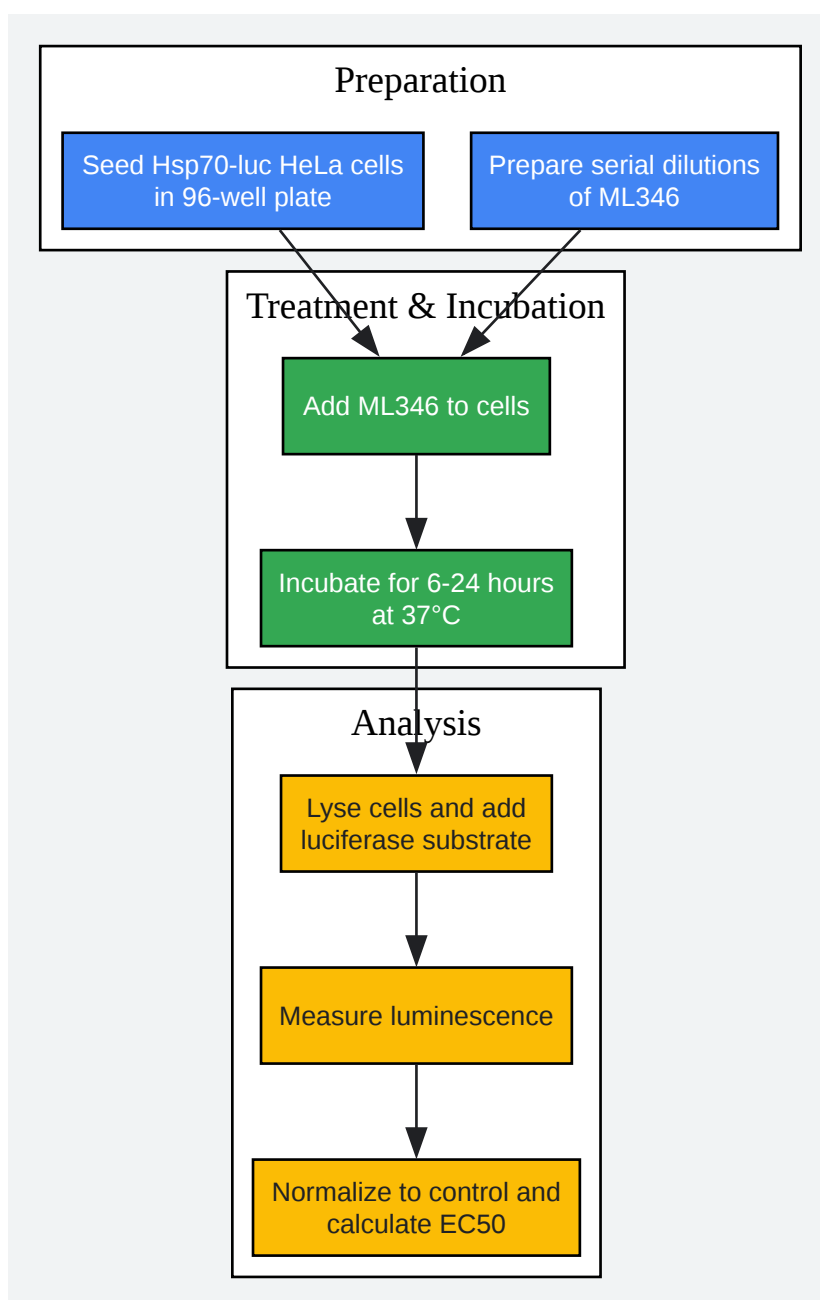 Preparation
Seed Hsp70-luc HeLa cells
in 96-well plate
Prepare serial dilutions
of ML346
Treatment & Incubation
Add ML346 to cells
Incubate for 6-24 hours
at 37°C
Analysis
Lyse cells and add
luciferase substrate
Measure luminescence
Normalize to control and
calculate EC50